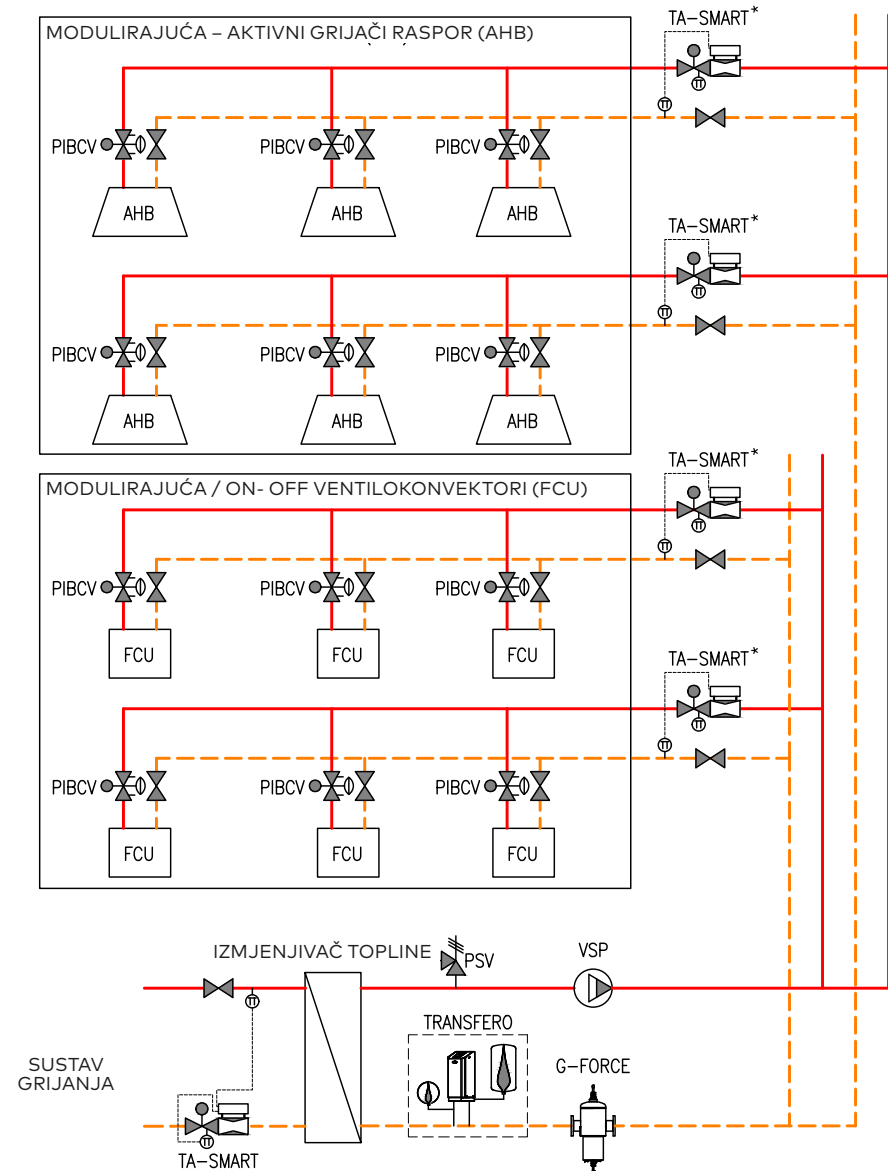 MODULIRAJUĆA – AKTIVNI GRIJAČI RASPOR (AHB)
TA-SMART*
PIBCV PIBCV PIBCV
AHB AHB AHB
TA-SMART*
PIBCV PIBCV PIBCV
AHB AHB AHB
TA-SMART*
MODULIRAJUĆA / ON- OFF VENTILOKONVEKTORI (FCU)
PIBCV PIBCV PIBCV
FCU FCU FCU
TA-SMART*
PIBCV PIBCV PIBCV
FCU FCU FCU
IZMJENJIVAČ TOPLINE
PSV
VSP
TRANSFERO
SUSTAV
GRIJANJA
G-FORCE
TA-SMART